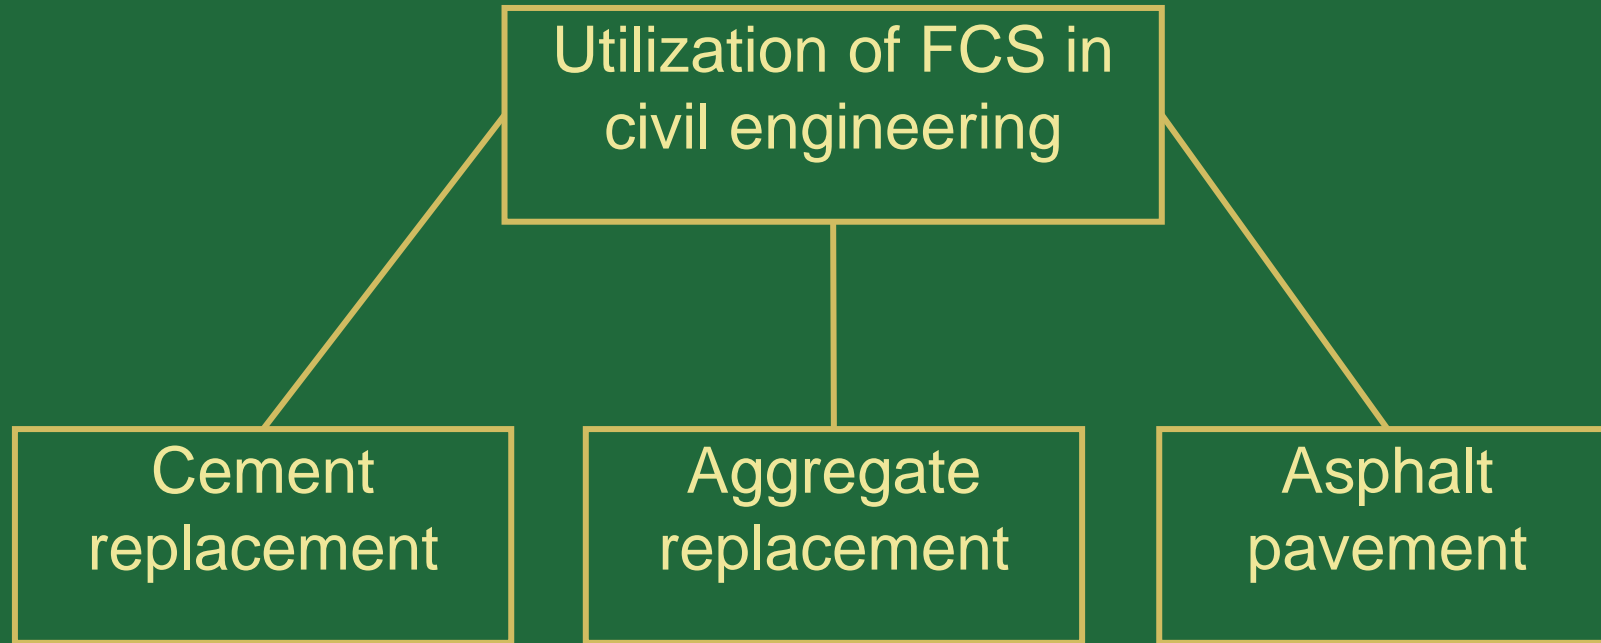 Utilization of FCS in
civil engineering
Cement
replacement
Aggregate
replacement
Asphalt
pavement